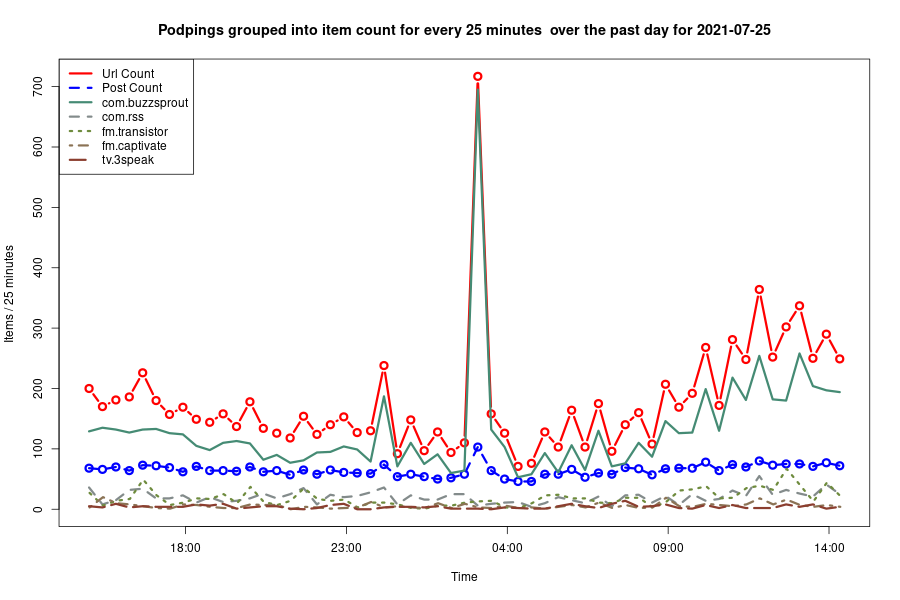 Podpings grouped into item count for every 25 minutes  over the past day for 2021-07-25
Url Count
Post Count
com.buzzsprout
com.rss
fm.transistor
fm.captivate
tv.3speak
700
600
500
400
300
200
100
0
Items / 25 minutes
18:00
23:00
04:00
09:00
14:00
Time